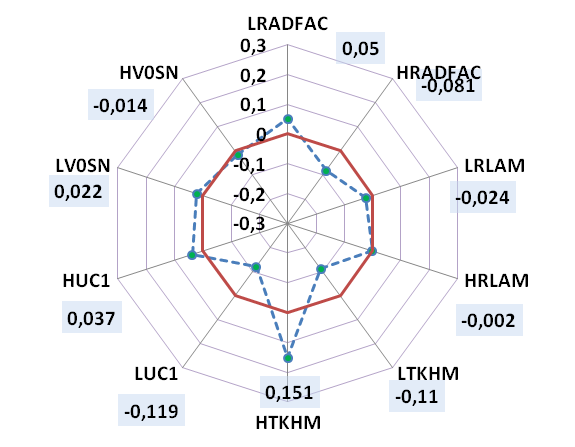 LRADFAC
0,3
0,05
HV0SN
0,2
HRADFAC
-0,081
-0,014
0,1
0
LV0SN
-0,1
LRLAM
0,022
-0,2
-0,024
-0,3
HUC1
HRLAM
0,037
-0,002
LUC1
LTKHM
0,151
-0,11
-0,119
HTKHM